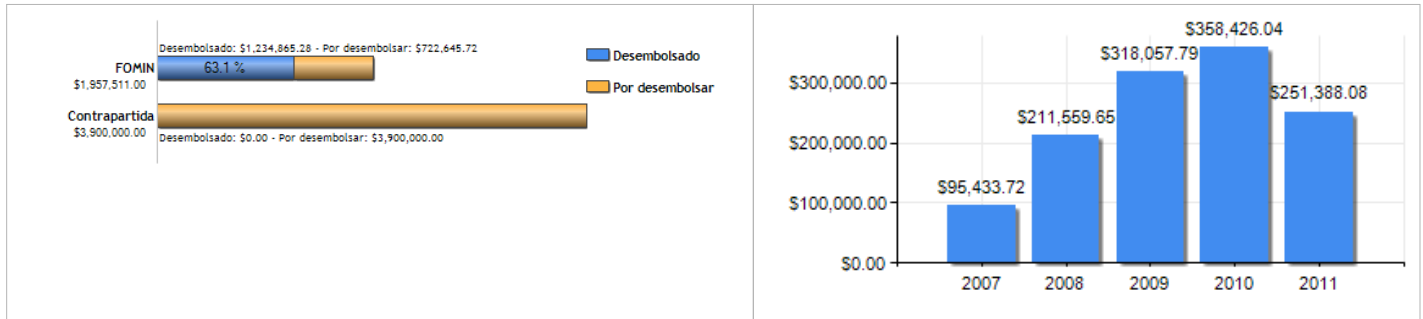 Desembolsado: $1,234,865.28 - Por desembolsar: $722,645.72
FOMIN
63.1 %
$1,957,511.00
Contrapartida
$3,900,000.00
Desembolsado: $0.00 - Por desembolsar: $3,900,000.00
Desembolsado
Por desembolsar
$358,426.04
$318,057.79
$300,000.00
$251,388.08
$211,559.65
$200,000.00
$95,433.72
$100,000.00
$0.00
2007 2008 2009 2010 2011